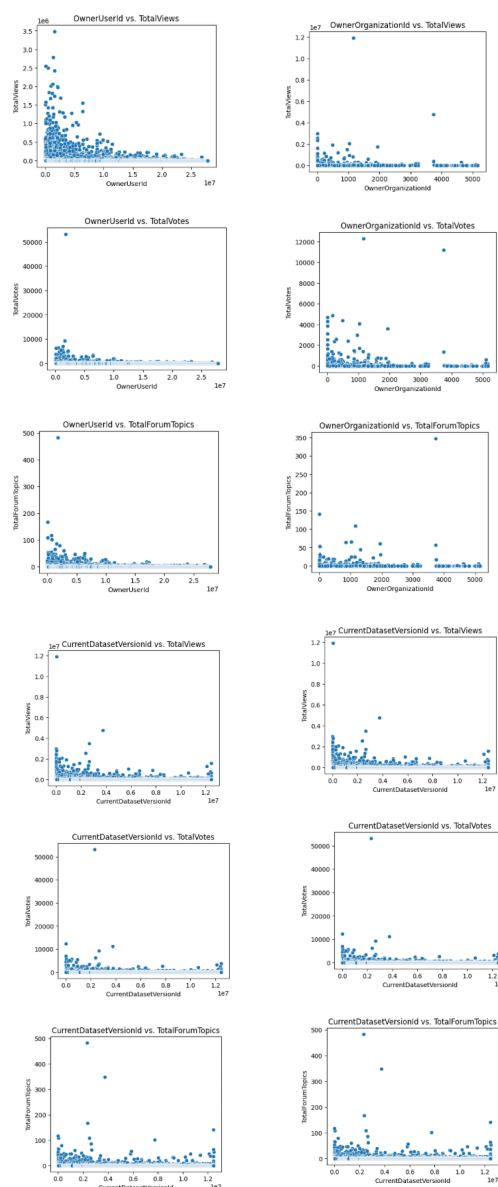 OwnerUserId vs. TotalViews
1e6
3.5
3.0
2.5
2.0
1.5
1.0
0.5
0.0
TotalViews
0.0 0.5 1.0 1.5 2.0 2.5
1e7
OwnerUserId
OwnerOrganizationId vs. TotalViews
1e7
1.2
1.0
0.8
0.6
0.4
0.2
0.0
TotalViews
0 1000 2000 3000 4000 5000
OwnerOrganizationId
OwnerUserId vs. TotalVotes
50000
40000
30000
20000
10000
0
TotalVotes
0.0 0.5 1.0 1.5 2.0 2.5
OwnerUserId
1e7
OwnerOrganizationId vs. TotalVotes
12000
10000
8000
6000
4000
2000
0
TotalVotes
0 1000 2000 3000 4000 5000
OwnerOrganizationId
OwnerUserId vs. TotalForumTopics
500
400
300
200
100
0
TotalForumTopics
0.0 0.5 1.0 1.5 2.0 2.5
OwnerUserId
1e7
OwnerOrganizationId vs. TotalForumTopics
350
300
250
200
150
100
50
0
TotalForumTopics
0 1000 2000 3000 4000 5000
OwnerOrganizationId
CurrentDatasetVersionId vs. TotalViews
1e7
1.2
1.0
0.8
0.6
0.4
0.2
0.0
TotalViews
0.0 0.2 0.4 0.6 0.8 1.0 1.2
CurrentDatasetVersionId
1e7
CurrentDatasetVersionId vs. TotalViews
1e7
1.2
1.0
0.8
0.6
0.4
0.2
0.0
TotalViews
0.0 0.2 0.4 0.6 0.8 1.0 1.2
CurrentDatasetVersionId
1e7
CurrentDatasetVersionId vs. TotalVotes
50000
40000
30000
20000
10000
0
TotalVotes
0.0 0.2 0.4 0.6 0.8 1.0 1.2
CurrentDatasetVersionId
1e7
CurrentDatasetVersionId vs. TotalVotes
50000
40000
30000
20000
10000
0
TotalVotes
0.0 0.2 0.4 0.6 0.8 1.0
CurrentDatasetVersionId
CurrentDatasetVersionId vs. TotalForumTopics
500
400
300
200
100
0
TotalForumTopics
0.0 0.2 0.4 0.6 0.8 1.0 1.2
CurrentDatasetVersionId
CurrentDatasetVersionId vs. TotalForumTopics
500
400
300
200
100
0
TotalForumTopics
0.0 0.2 0.4 0.6 0.8 1.0 1.2
CurrentDatasetVersionId
1e7